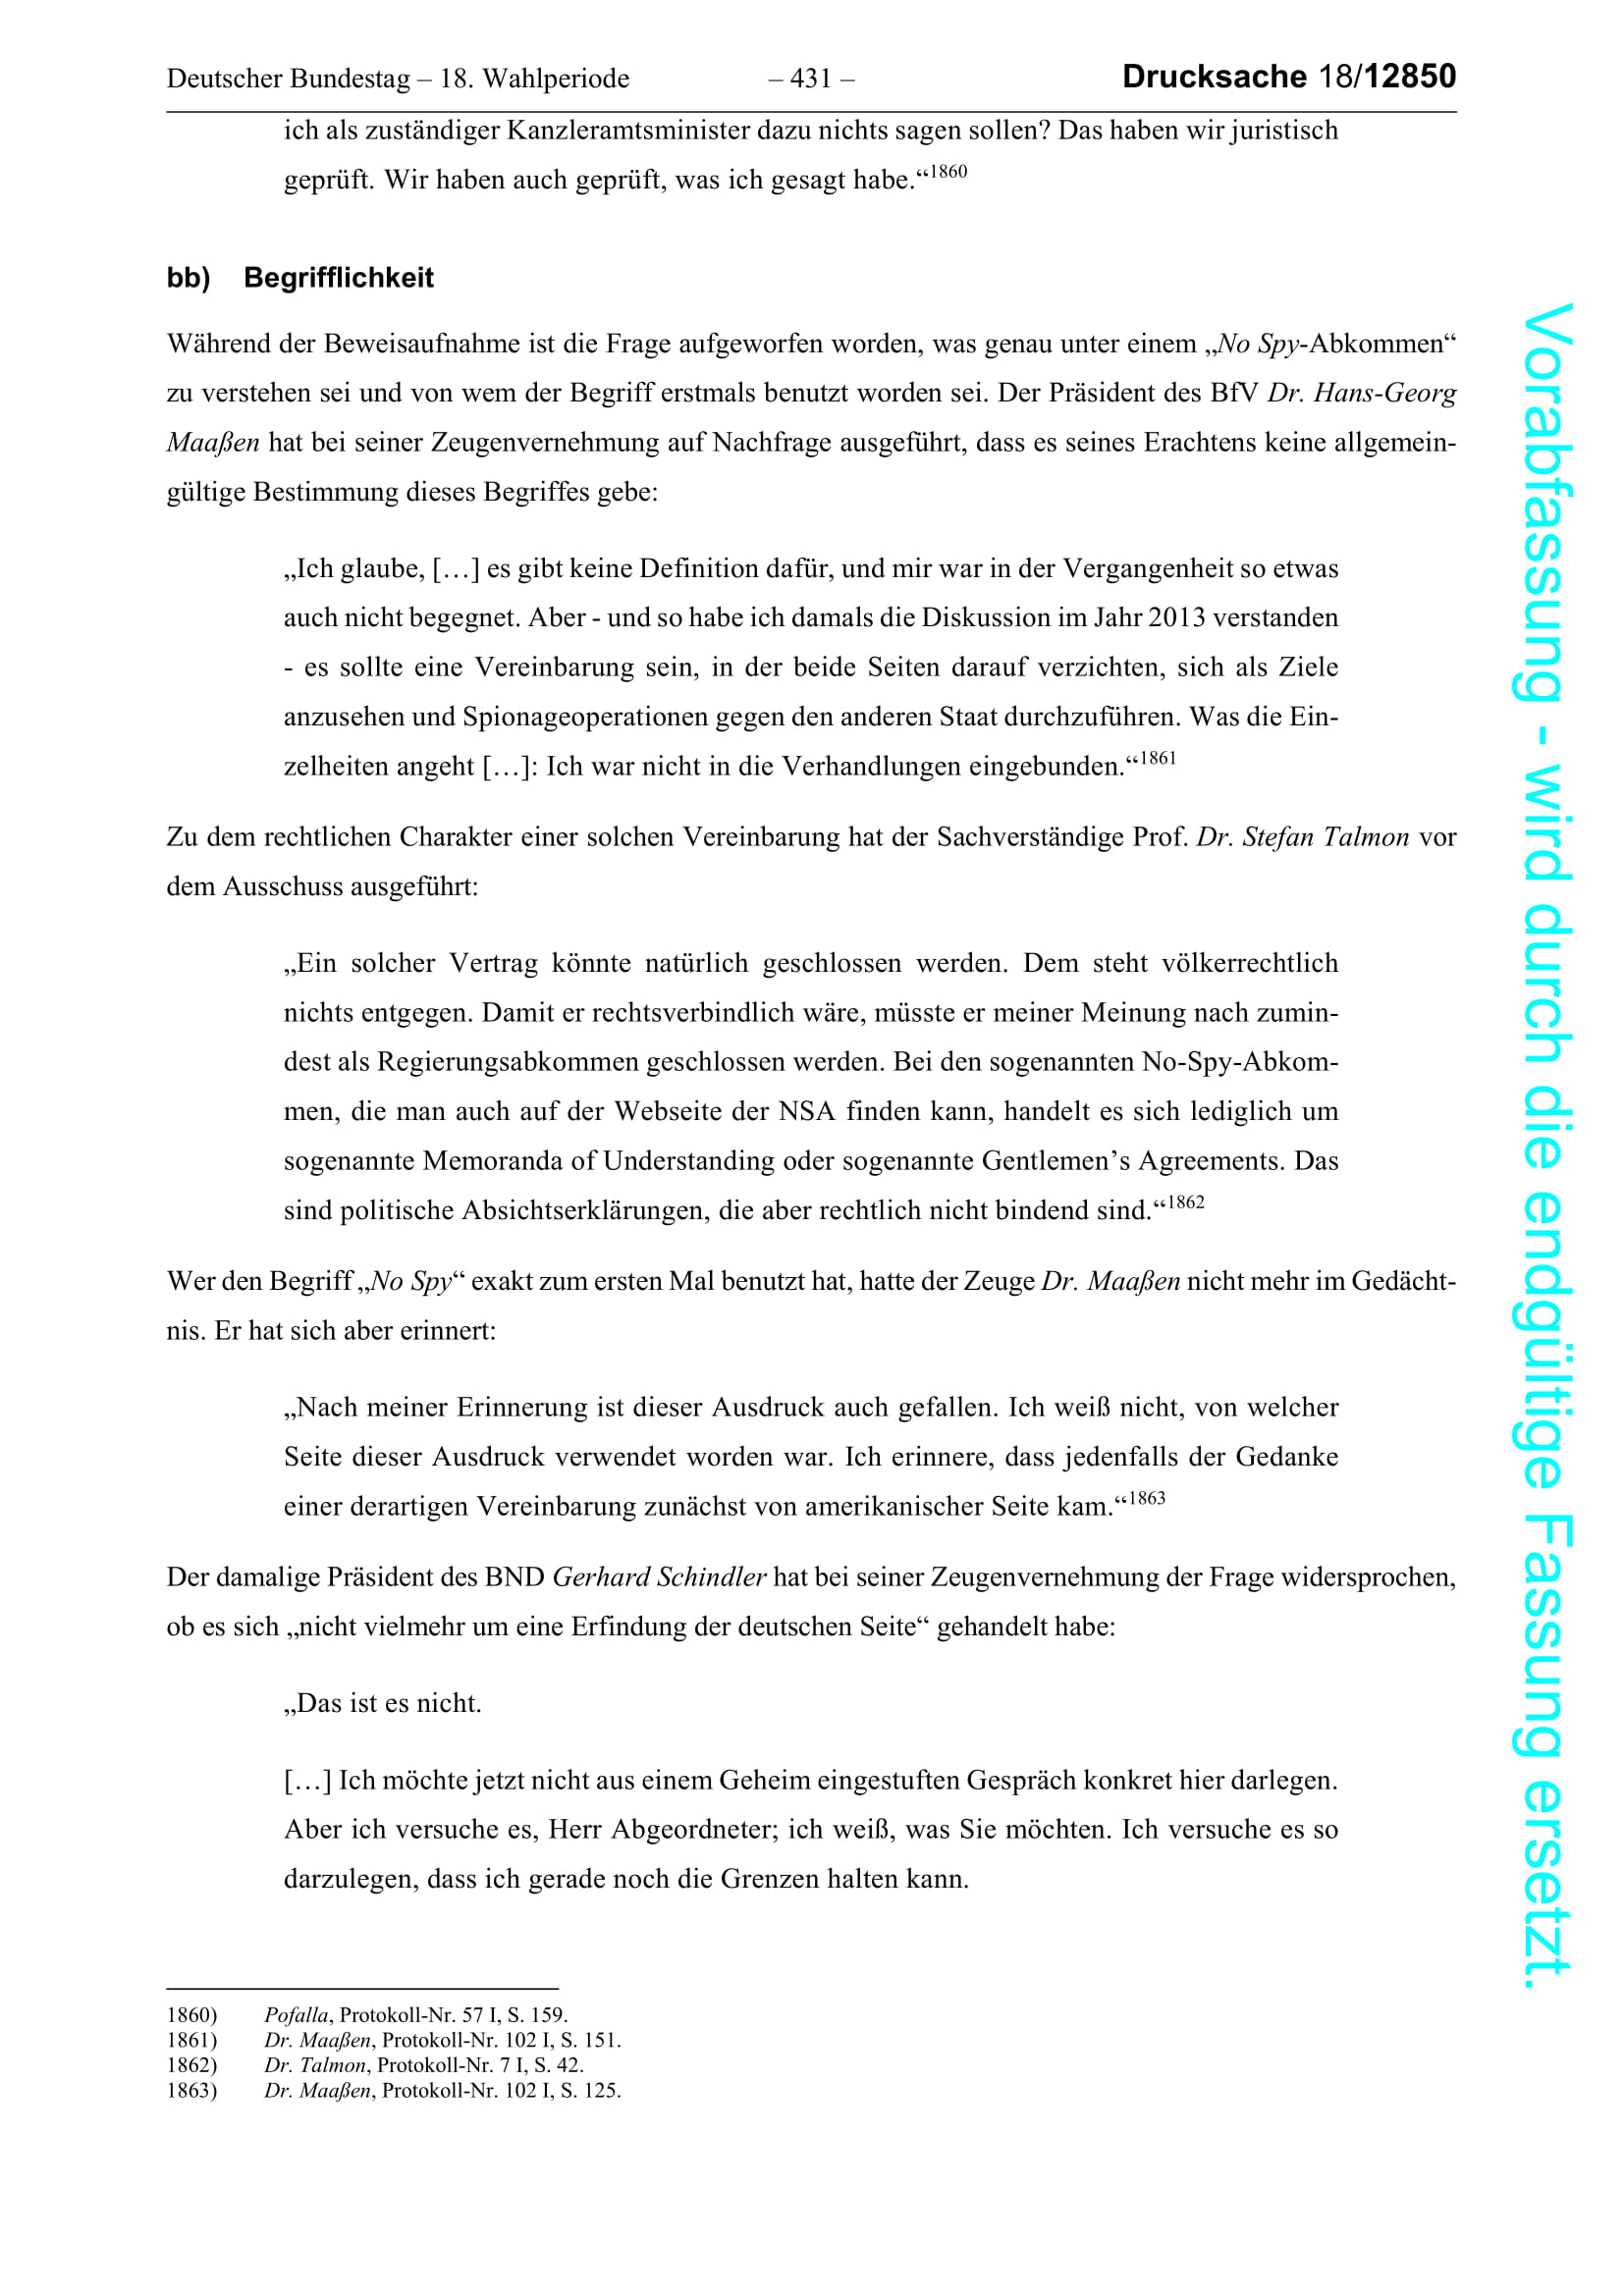 Deutscher Bundestag – 18. Wahlperiode – 431 – Drucksache 18/12850
ich als zuständiger Kanzleramtsminister dazu nichts sagen sollen? Das haben wir juristisch
geprüft. Wir haben auch geprüft, was ich gesagt habe.“1860
bb) Begrifflichkeit
Während der Beweisaufnahme ist die Frage aufgeworfen worden, was genau unter einem „No Spy-Abkommen“
zu verstehen sei und von wem der Begriff erstmals benutzt worden sei. Der Präsident des BfV Dr. Hans-Georg
Maaßen hat bei seiner Zeugenvernehmung auf Nachfrage ausgeführt, dass es seines Erachtens keine allgemein-
gültige Bestimmung dieses Begriffes gebe:
„Ich glaube, […] es gibt keine Definition dafür, und mir war in der Vergangenheit so etwas
auch nicht begegnet. Aber - und so habe ich damals die Diskussion im Jahr 2013 verstanden
- es sollte eine Vereinbarung sein, in der beide Seiten darauf verzichten, sich als Ziele
anzusehen und Spionageoperationen gegen den anderen Staat durchzuführen. Was die Ein-
zelheiten angeht […]: Ich war nicht in die Verhandlungen eingebunden.“1861
Zu dem rechtlichen Charakter einer solchen Vereinbarung hat der Sachverständige Prof. Dr. Stefan Talmon vor
dem Ausschuss ausgeführt:
„Ein solcher Vertrag könnte natürlich geschlossen werden. Dem steht völkerrechtlich
nichts entgegen. Damit er rechtsverbindlich wäre, müsste er meiner Meinung nach zumin-
dest als Regierungsabkommen geschlossen werden. Bei den sogenannten No-Spy-Abkom-
men, die man auch auf der Webseite der NSA finden kann, handelt es sich lediglich um
sogenannte Memoranda of Understanding oder sogenannte Gentlemen’s Agreements. Das
sind politische Absichtserklärungen, die aber rechtlich nicht bindend sind.“1862
Wer den Begriff „No Spy“ exakt zum ersten Mal benutzt hat, hatte der Zeuge Dr. Maaßen nicht mehr im Gedächt-
nis. Er hat sich aber erinnert:
„Nach meiner Erinnerung ist dieser Ausdruck auch gefallen. Ich weiß nicht, von welcher
Seite dieser Ausdruck verwendet worden war. Ich erinnere, dass jedenfalls der Gedanke
einer derartigen Vereinbarung zunächst von amerikanischer Seite kam.“1863
Der damalige Präsident des BND Gerhard Schindler hat bei seiner Zeugenvernehmung der Frage widersprochen,
ob es sich „nicht vielmehr um eine Erfindung der deutschen Seite“ gehandelt habe:
„Das ist es nicht.
[…] Ich möchte jetzt nicht aus einem Geheim eingestuften Gespräch konkret hier darlegen.
Aber ich versuche es, Herr Abgeordneter; ich weiß, was Sie möchten. Ich versuche es so
darzulegen, dass ich gerade noch die Grenzen halten kann.
1860) Pofalla, Protokoll-Nr. 57 I, S. 159.
1861) Dr. Maaßen, Protokoll-Nr. 102 I, S. 151.
1862) Dr. Talmon, Protokoll-Nr. 7 I, S. 42.
1863) Dr. Maaßen, Protokoll-Nr. 102 I, S. 125.
Vorabfassung - wird durch die endgültige Fassung ersetzt.